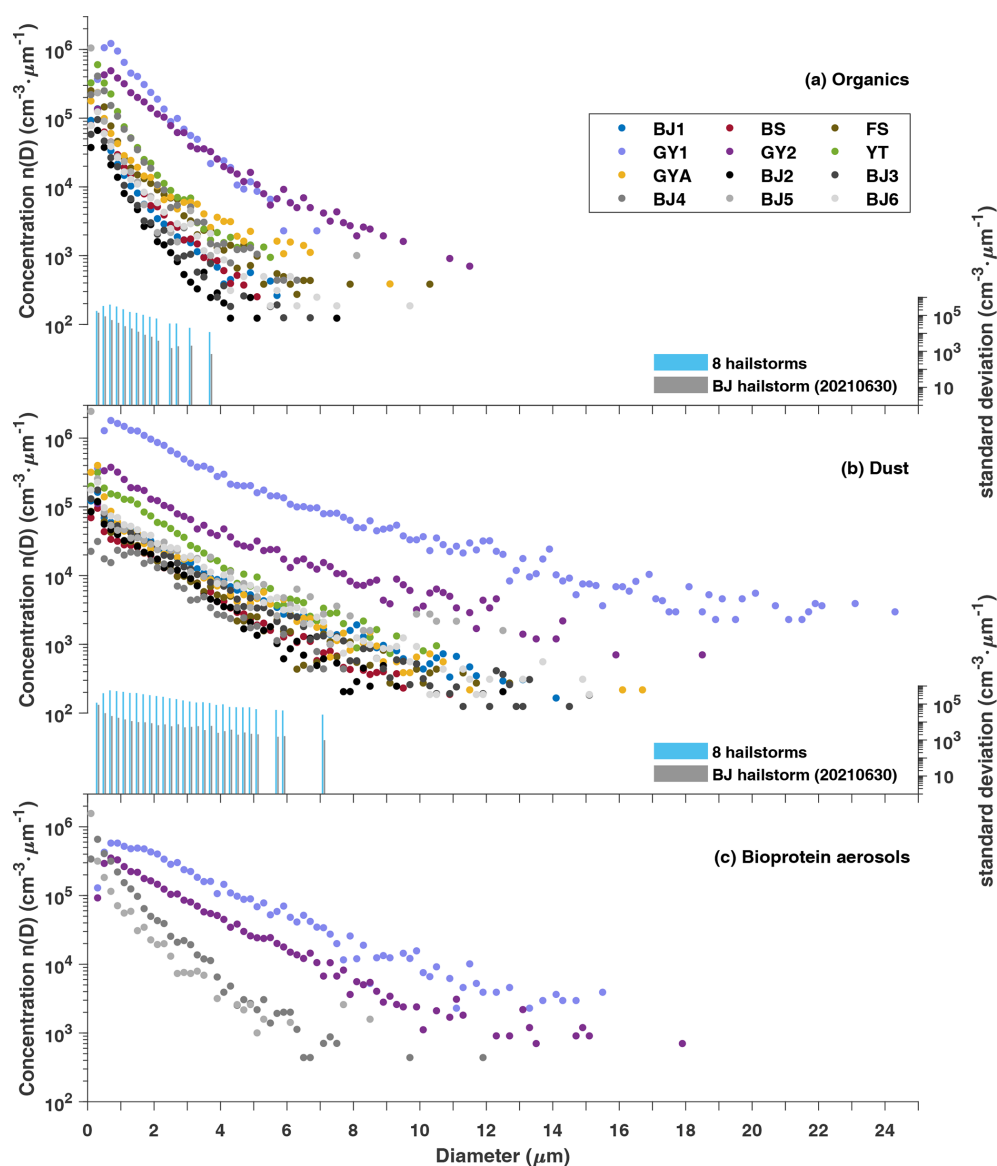 (a) Organics
Concentration n(D) (cm⁻³·μm⁻¹)
10⁶
10⁵
10⁴
10³
10²
BJ1 BS FS
GY1 GY2 YT
GYA BJ2 BJ3
BJ4 BJ5 BJ6
8 hailstorms
BJ hailstorm (20210630)
10⁵
10³
10
standard deviation (cm⁻³·μm⁻¹)
(b) Dust
Concentration n(D) (cm⁻³·μm⁻¹)
10⁶
10⁵
10⁴
10³
10²
8 hailstorms
BJ hailstorm (20210630)
10⁵
10³
10
standard deviation (cm⁻³·μm⁻¹)
(c) Bioprotein aerosols
Concentration n(D) (cm⁻³·μm⁻¹)
10⁶
10⁵
10⁴
10³
10²
0 2 4 6 8 10 12 14 16 18 20 22 24
Diameter (μm)